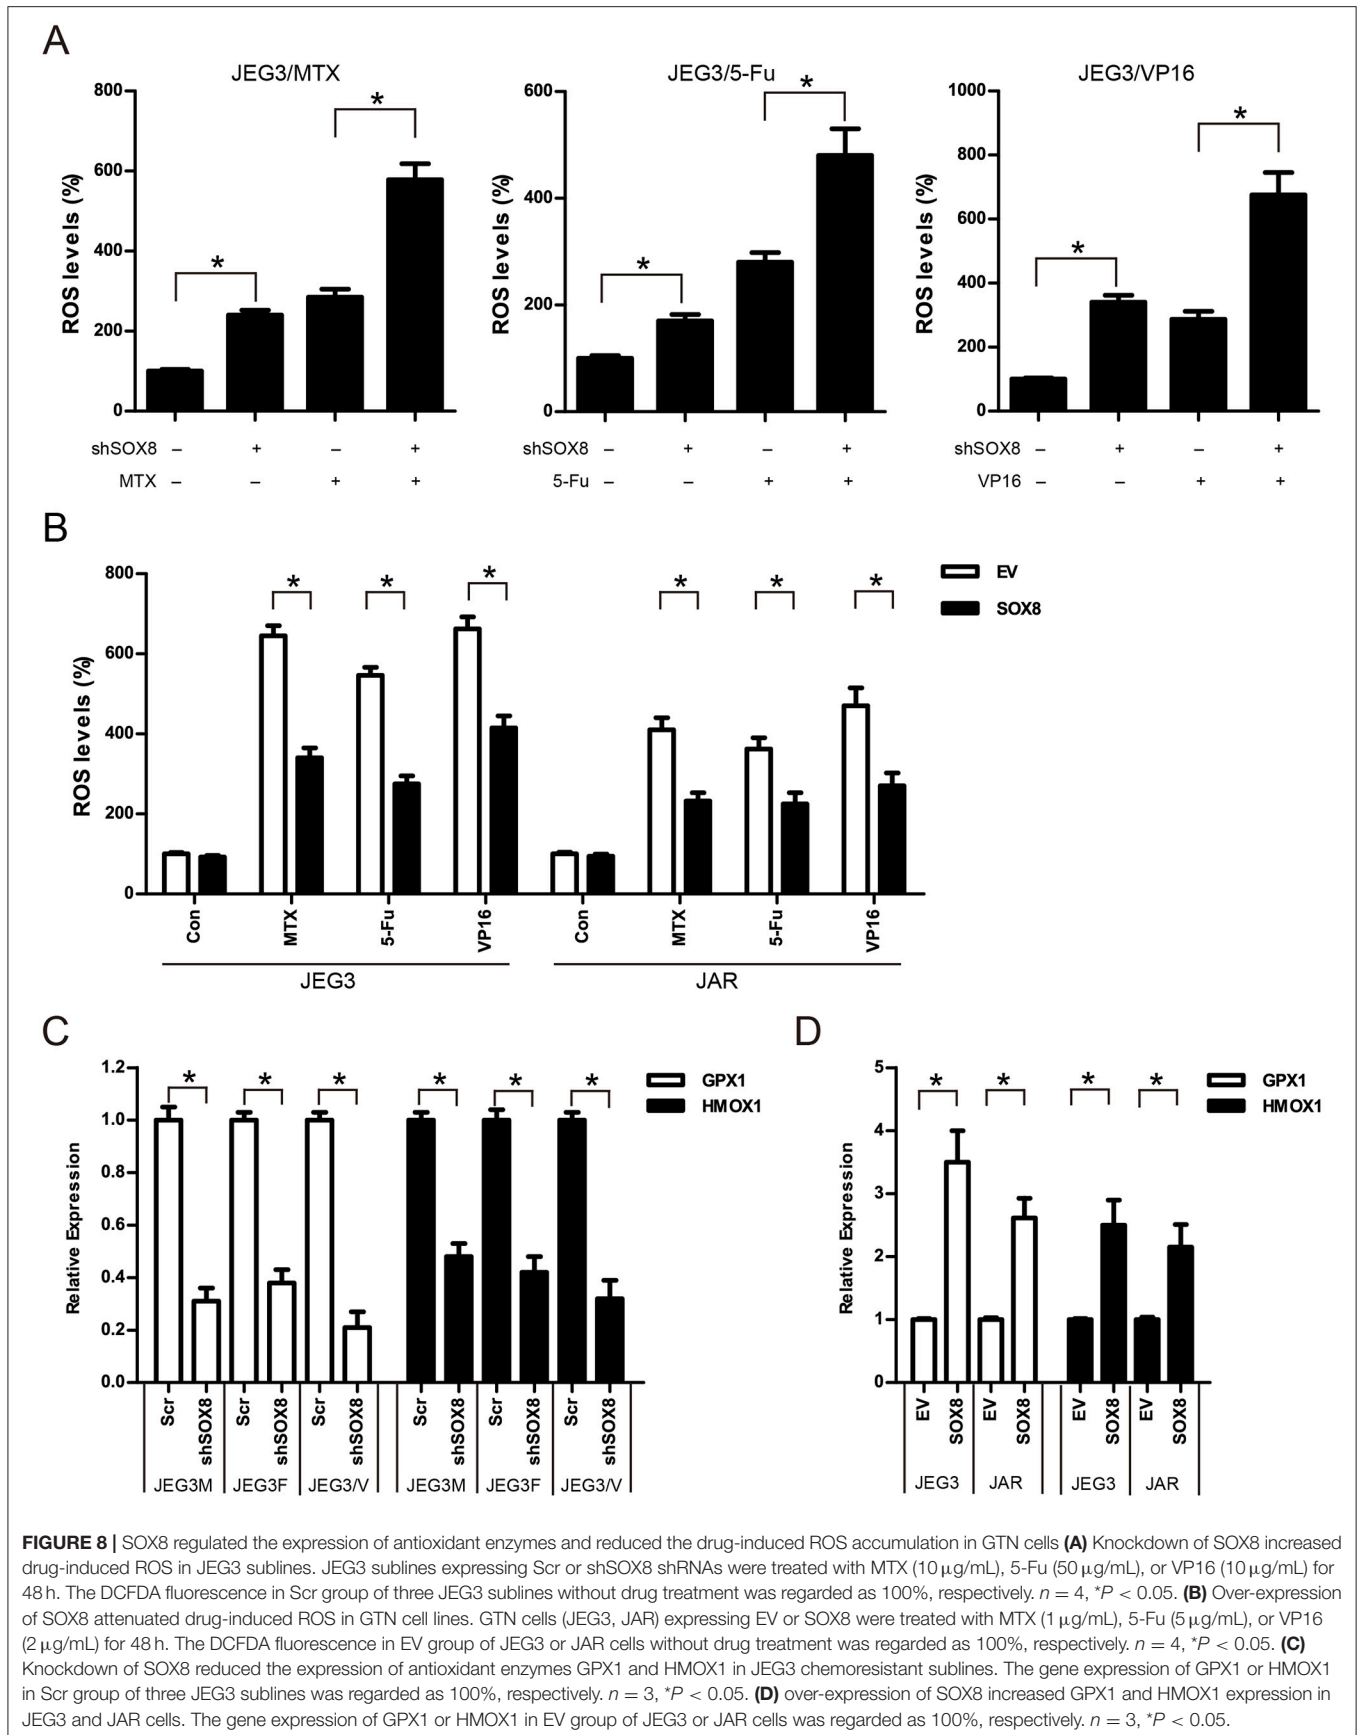 A
JEG3/MTX JEG3/5-Fu JEG3/VP16
ROS levels (%)
800
600
400
200
0
*
*
shSOX8 – + – +
MTX – – + +
ROS levels (%)
600
400
200
0
*
*
shSOX8 – + – +
5-Fu – – + +
ROS levels (%)
1000
800
600
400
200
0
*
*
shSOX8 – + – +
VP16 – – + +
B
ROS levels (%)
800
600
400
200
0
* * * * * *
EV
SOX8
Con MTX 5-Fu VP16 Con MTX 5-Fu VP16
JEG3 JAR
C
Relative Expression
1.2
1.0
0.8
0.6
0.4
0.2
0.0
* * * * * *
GPX1
HMOX1
Scr shSOX8 Scr shSOX8 Scr shSOX8 Scr shSOX8 Scr shSOX8 Scr shSOX8
JEG3M JEG3F JEG3/V JEG3M JEG3F JEG3/V
D
Relative Expression
5
4
3
2
1
0
* * * *
GPX1
HMOX1
EV SOX8 EV SOX8 EV SOX8 EV SOX8
JEG3 JAR JEG3 JAR
FIGURE 8 | SOX8 regulated the expression of antioxidant enzymes and reduced the drug-induced ROS accumulation in GTN cells (A) Knockdown of SOX8 increased
drug-induced ROS in JEG3 sublines. JEG3 sublines expressing Scr or shSOX8 shRNAs were treated with MTX (10 μg/mL), 5-Fu (50 μg/mL), or VP16 (10 μg/mL) for
48 h. The DCFDA fluorescence in Scr group of three JEG3 sublines without drug treatment was regarded as 100%, respectively. n = 4, *P < 0.05. (B) Over-expression
of SOX8 attenuated drug-induced ROS in GTN cell lines. GTN cells (JEG3, JAR) expressing EV or SOX8 were treated with MTX (1 μg/mL), 5-Fu (5 μg/mL), or VP16
(2 μg/mL) for 48 h. The DCFDA fluorescence in EV group of JEG3 or JAR cells without drug treatment was regarded as 100%, respectively. n = 4, *P < 0.05. (C)
Knockdown of SOX8 reduced the expression of antioxidant enzymes GPX1 and HMOX1 in JEG3 chemoresistant sublines. The gene expression of GPX1 or HMOX1
in Scr group of three JEG3 sublines was regarded as 100%, respectively. n = 3, *P < 0.05. (D) over-expression of SOX8 increased GPX1 and HMOX1 expression in
JEG3 and JAR cells. The gene expression of GPX1 or HMOX1 in EV group of JEG3 or JAR cells was regarded as 100%, respectively. n = 3, *P < 0.05.